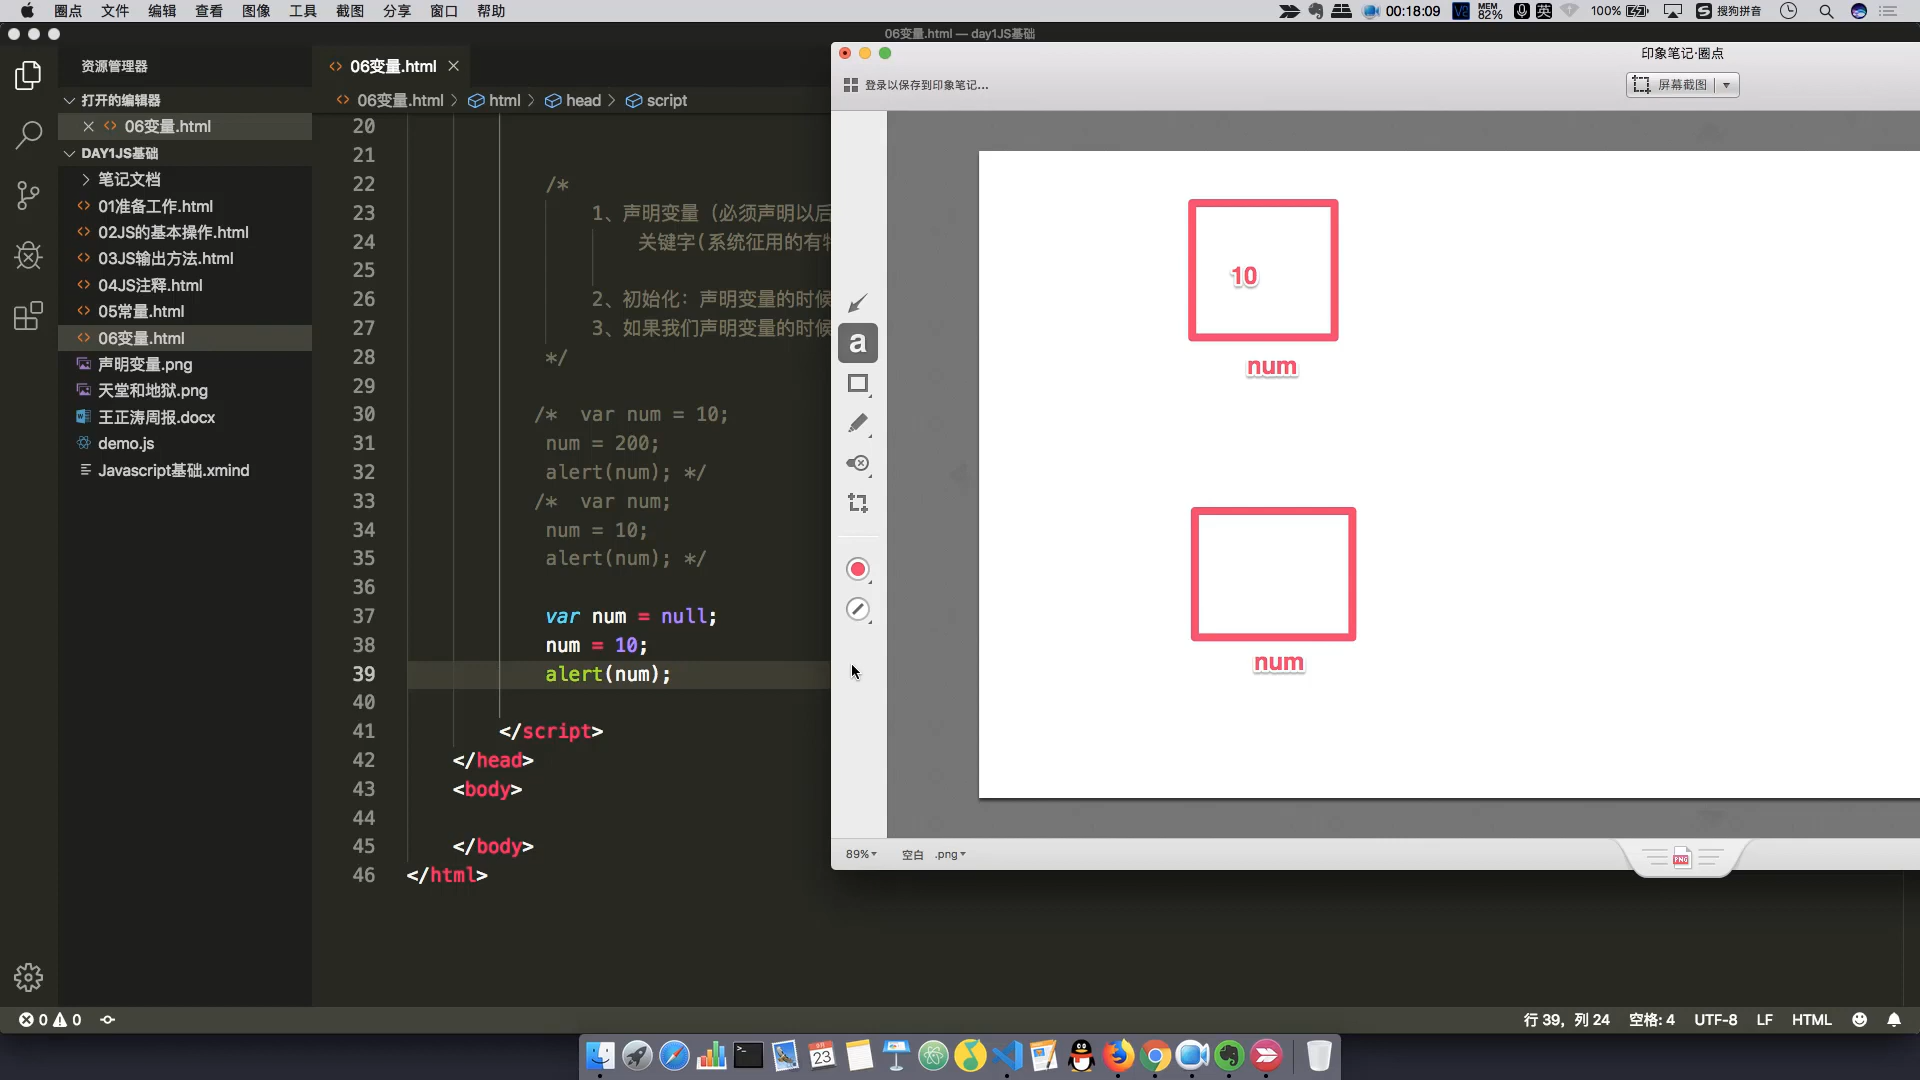 圈点 文件 编辑 查看 图像 工具 截图 分享 窗口 帮助
00:18:09
MEM
82%
英
100%
搜狗拼音
06变量.html — day1JS基础
资源管理器
打开的编辑器
06变量.html
DAY1JS基础
笔记文档
01准备工作.html
02JS的基本操作.html
03JS输出方法.html
04JS注释.html
05常量.html
06变量.html
声明变量.png
天堂和地狱.png
王正涛周报.docx
demo.js
Javascript基础.xmind
06变量.html
06变量.html > html > head > script
20
21
22 /*
23 1、声明变量（必须声明以后
24 关键字(系统征用的有
25
26 2、初始化：声明变量的时候
27 3、如果我们声明变量的时候
28 */
29
30 /* var num = 10;
31 num = 200;
32 alert(num); */
33 /* var num;
34 num = 10;
35 alert(num); */
36
37 var num = null;
38 num = 10;
39 alert(num);
40
41 </script>
42 </head>
43 <body>
44
45 </body>
46 </html>
印象笔记·圈点
登录以保存到印象笔记...
屏幕截图
a
10
num
num
89%
空白 .png
PNG
0 0
行 39，列 24 空格: 4 UTF-8 LF HTML
23